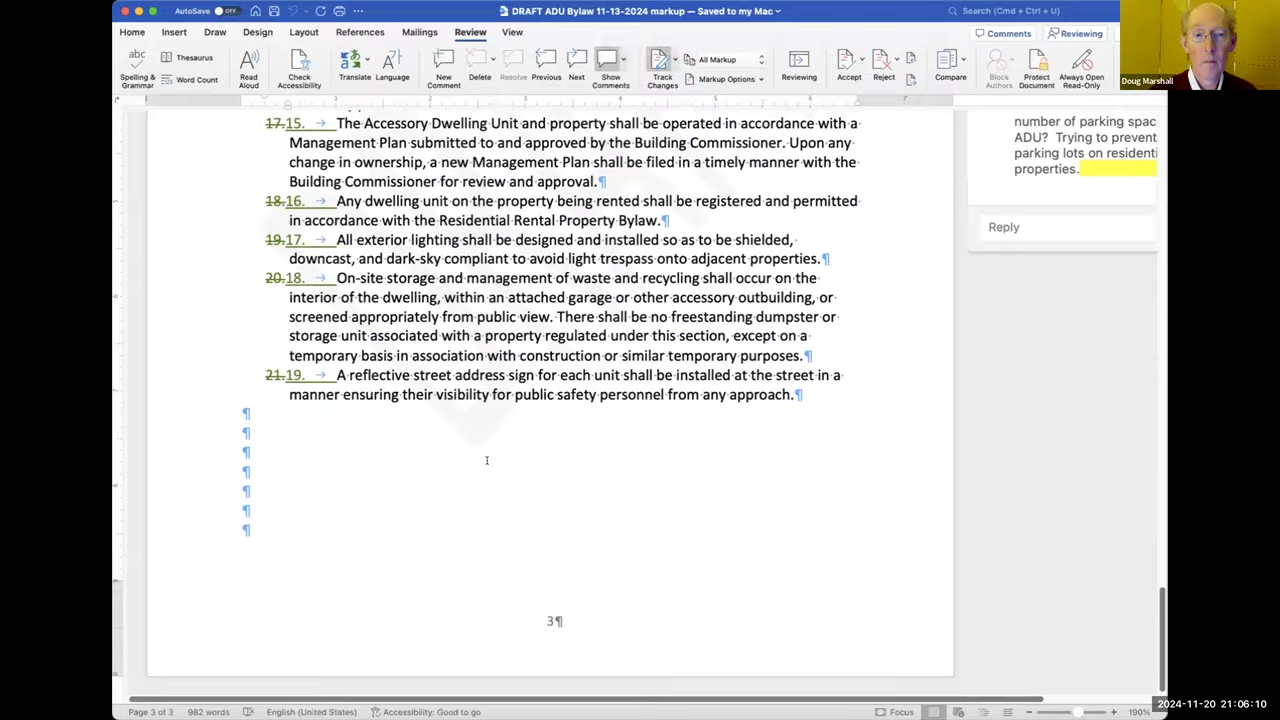 AutoSave OFF
DRAFT ADU Bylaw 11-13-2024 markup — Saved to my Mac
Search (Cmd + Ctrl + U)
Home Insert Draw Design Layout References Mailings Review View
Comments Reviewing
Doug Marshall
Spelling & Grammar
Thesaurus
Word Count
Read Aloud
Check Accessibility
Translate
Language
New Comment
Delete
Resolve
Previous
Next
Show Comments
Track Changes
All Markup
Markup Options
Reviewing
Accept
Reject
Compare
Block Authors
Protect Document
Always Open Read-Only
17.15. → The Accessory Dwelling Unit and property shall be operated in accordance with a
Management Plan submitted to and approved by the Building Commissioner. Upon any
change in ownership, a new Management Plan shall be filed in a timely manner with the
Building Commissioner for review and approval.¶
18.16. → Any dwelling unit on the property being rented shall be registered and permitted
in accordance with the Residential Rental Property Bylaw.¶
19.17. → All exterior lighting shall be designed and installed so as to be shielded,
downcast, and dark-sky compliant to avoid light trespass onto adjacent properties.¶
20.18. → On-site storage and management of waste and recycling shall occur on the
interior of the dwelling, within an attached garage or other accessory outbuilding, or
screened appropriately from public view. There shall be no freestanding dumpster or
storage unit associated with a property regulated under this section, except on a
temporary basis in association with construction or similar temporary purposes.¶
21.19. → A reflective street address sign for each unit shall be installed at the street in a
manner ensuring their visibility for public safety personnel from any approach.¶
¶
¶
¶
¶
¶
¶
¶
3¶
number of parking spac
ADU? Trying to prevent
parking lots on residenti
properties.
Reply
Page 3 of 3 982 words English (United States) Accessibility: Good to go
Focus
190%
2024-11-20 21:06:10